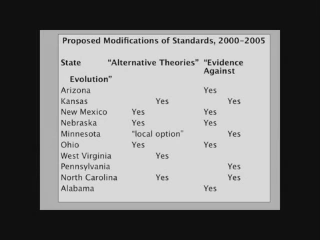 Proposed Modifications of Standards, 2000-2005
State "Alternative Theories" "Evidence
Against
Evolution"
Arizona Yes
Kansas Yes Yes
New Mexico Yes Yes
Nebraska Yes Yes
Minnesota "local option" Yes
Ohio Yes Yes
West Virginia Yes
Pennsylvania Yes
North Carolina Yes Yes
Alabama Yes